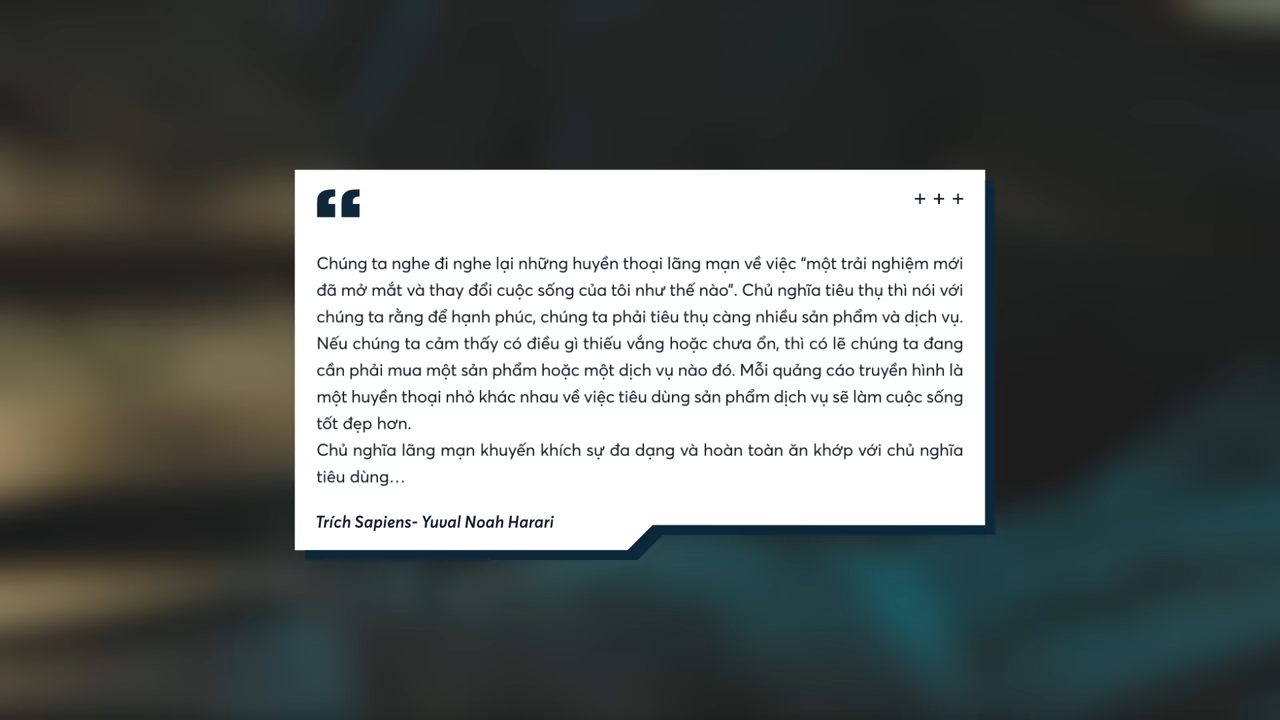 “
+ + +
Chúng ta nghe đi nghe lại những huyền thoại lãng mạn về việc “một trải nghiệm mới
đã mở mắt và thay đổi cuộc sống của tôi như thế nào”. Chủ nghĩa tiêu thụ thì nói với
chúng ta rằng để hạnh phúc, chúng ta phải tiêu thụ càng nhiều sản phẩm và dịch vụ.
Nếu chúng ta cảm thấy có điều gì thiếu vắng hoặc chưa ổn, thì có lẽ chúng ta đang
cần phải mua một sản phẩm hoặc một dịch vụ nào đó. Mỗi quảng cáo truyền hình là
một huyền thoại nhỏ khác nhau về việc tiêu dùng sản phẩm dịch vụ sẽ làm cuộc sống
tốt đẹp hơn.
Chủ nghĩa lãng mạn khuyến khích sự đa dạng và hoàn toàn ăn khớp với chủ nghĩa
tiêu dùng…
Trích Sapiens- Yuval Noah Harari